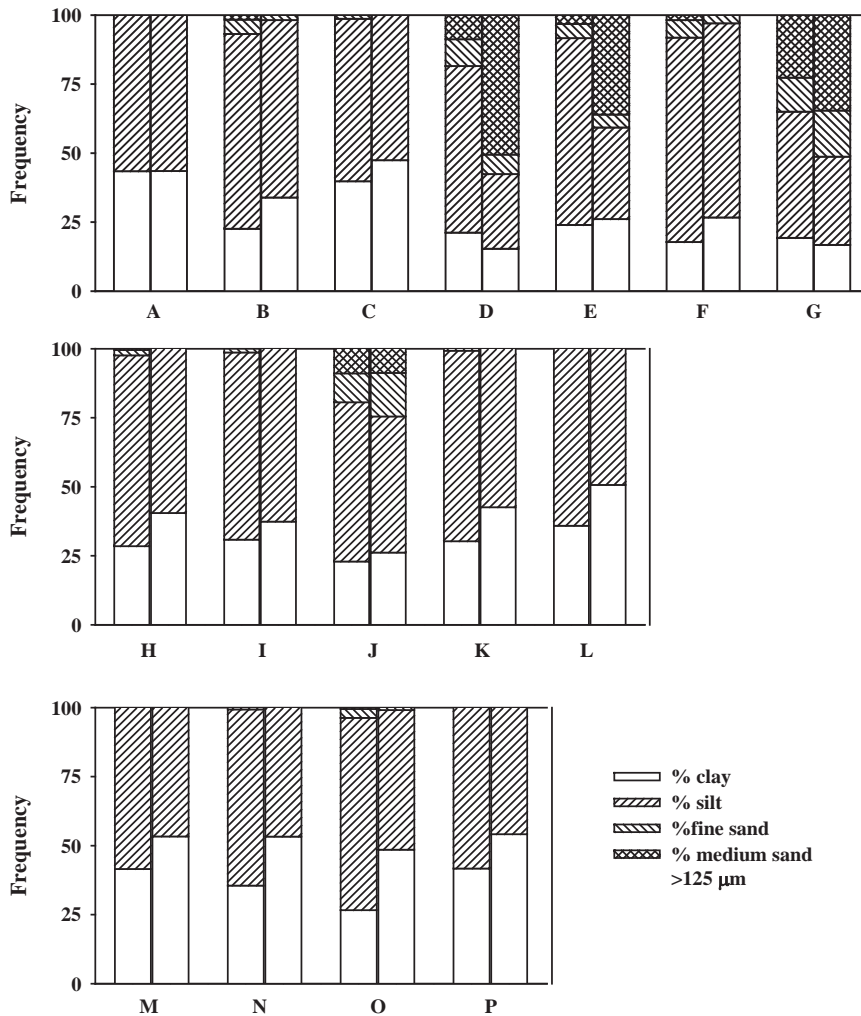 100
75
50
25
0
Frequency
A B C D E F G
100
75
50
25
0
Frequency
H I J K L
100
75
50
25
0
Frequency
M N O P
% clay
% silt
%fine sand
% medium sand
>125 μm